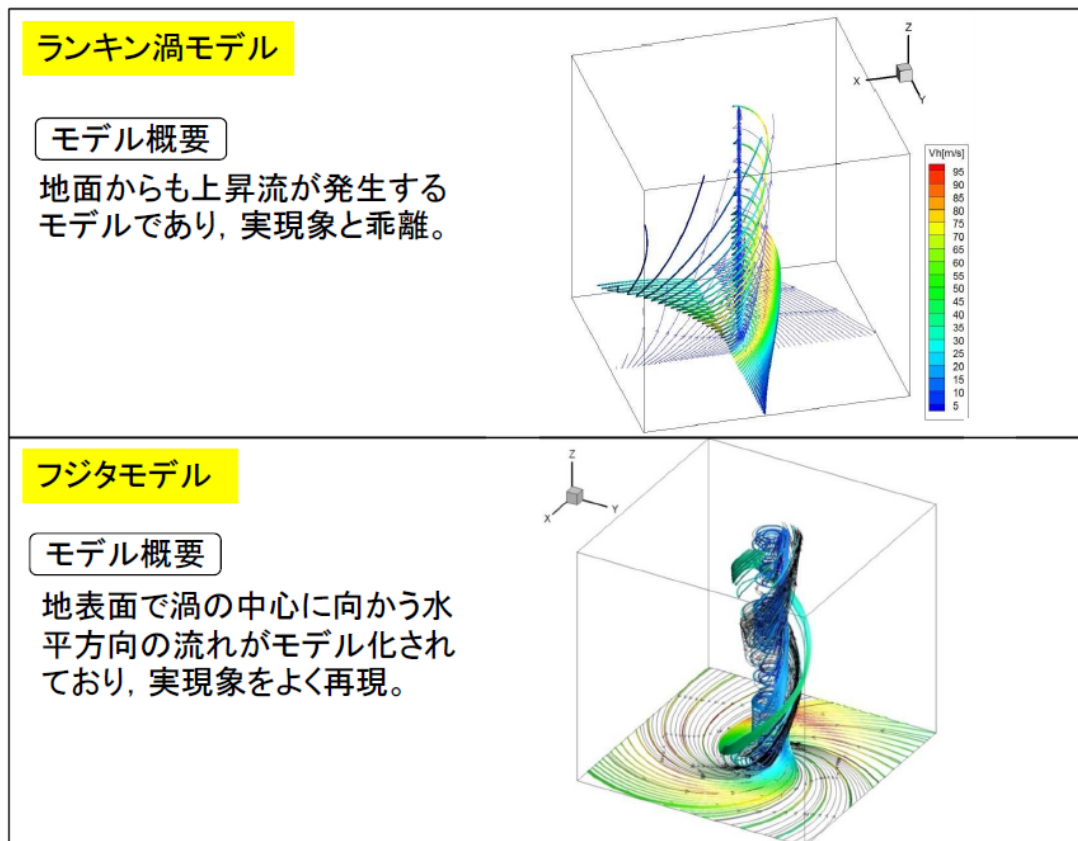 ランキン渦モデル
モデル概要
地面からも上昇流が発生する
モデルであり，実現象と乖離。
Z
X
Y
Vh[m/s]
95
90
85
80
75
70
65
60
55
50
45
40
35
30
25
20
15
10
5
フジタモデル
モデル概要
地表面で渦の中心に向かう水
平方向の流れがモデル化され
ており，実現象をよく再現。
Z
X
Y